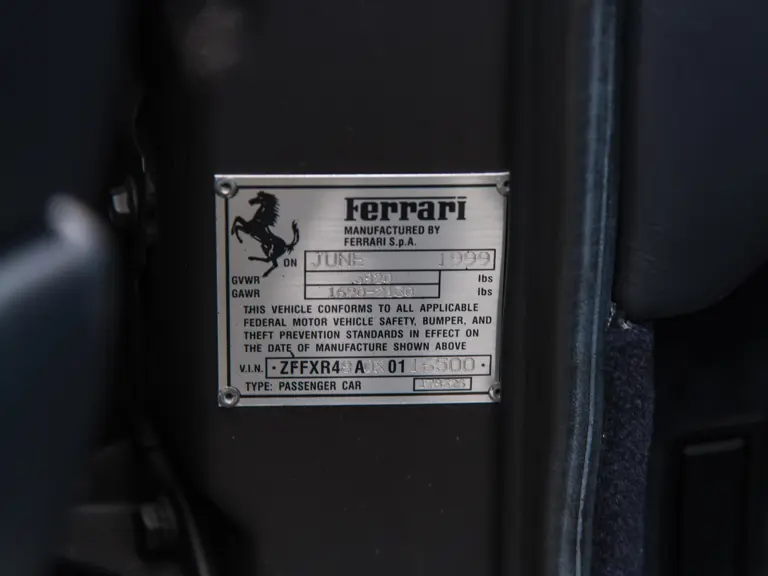 Ferrari
MANUFACTURED BY
FERRARI S.p.A.
ON JUNE 1999
GVWR lbs
GAWR 1690-2120 lbs
THIS VEHICLE CONFORMS TO ALL APPLICABLE
FEDERAL MOTOR VEHICLE SAFETY, BUMPER, AND
THEFT PREVENTION STANDARDS IN EFFECT ON
THE DATE OF MANUFACTURE SHOWN ABOVE
V.I.N.
TYPE: PASSENGER CAR